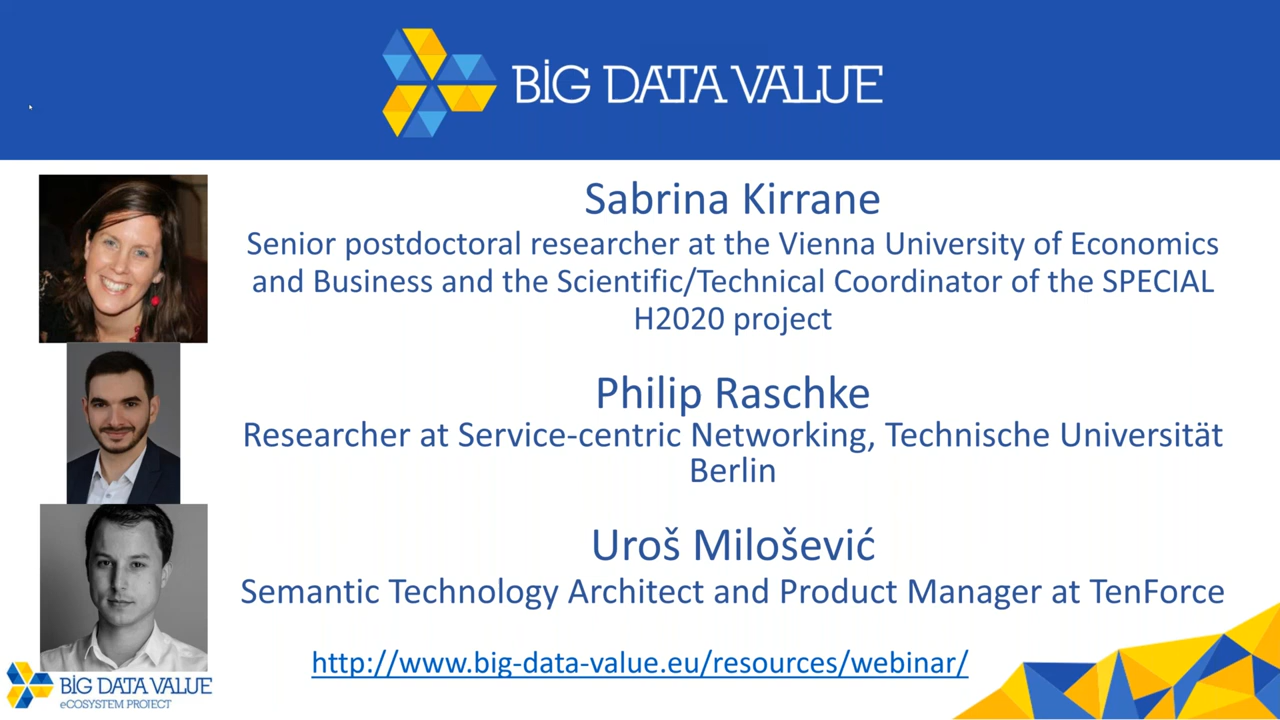 BiG DATA VALUE
Sabrina Kirrane
Senior postdoctoral researcher at the Vienna University of Economics
and Business and the Scientific/Technical Coordinator of the SPECIAL
H2020 project
Philip Raschke
Researcher at Service-centric Networking, Technische Universität
Berlin
Uroš Milošević
Semantic Technology Architect and Product Manager at TenForce
http://www.big-data-value.eu/resources/webinar/
BiG DATA VALUE
eCOSYSTEM PROJECT